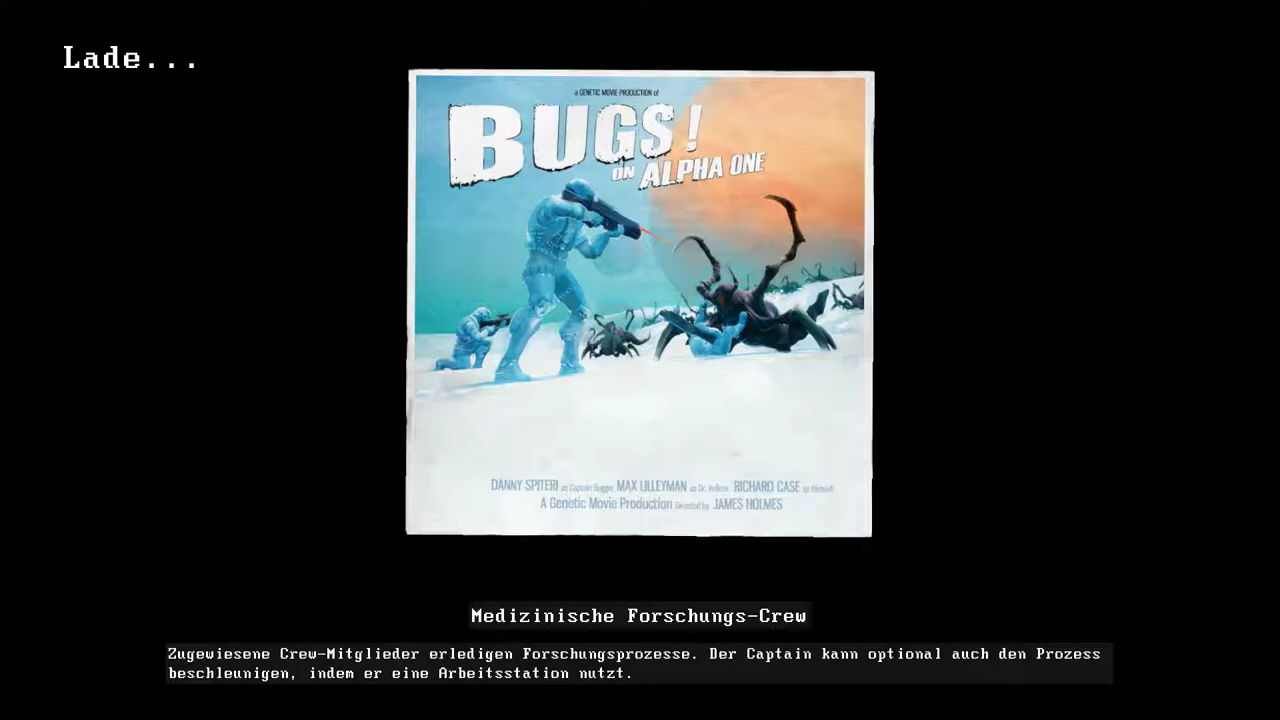 Lade...
a GENETIC MOVIE PRODUCTION of
BUGS!
ON ALPHA ONE
DANNY SPITERI as Captain Bugger MAX LILLEYMAN as Dr. RICHARD CASE as Himself
A Genetic Movie Production Directed by JAMES HOLMES
Medizinische Forschungs-Crew
Zugewiesene Crew-Mitglieder erledigen Forschungsprozesse. Der Captain kann optional auch den Prozess
beschleunigen, indem er eine Arbeitsstation nutzt.